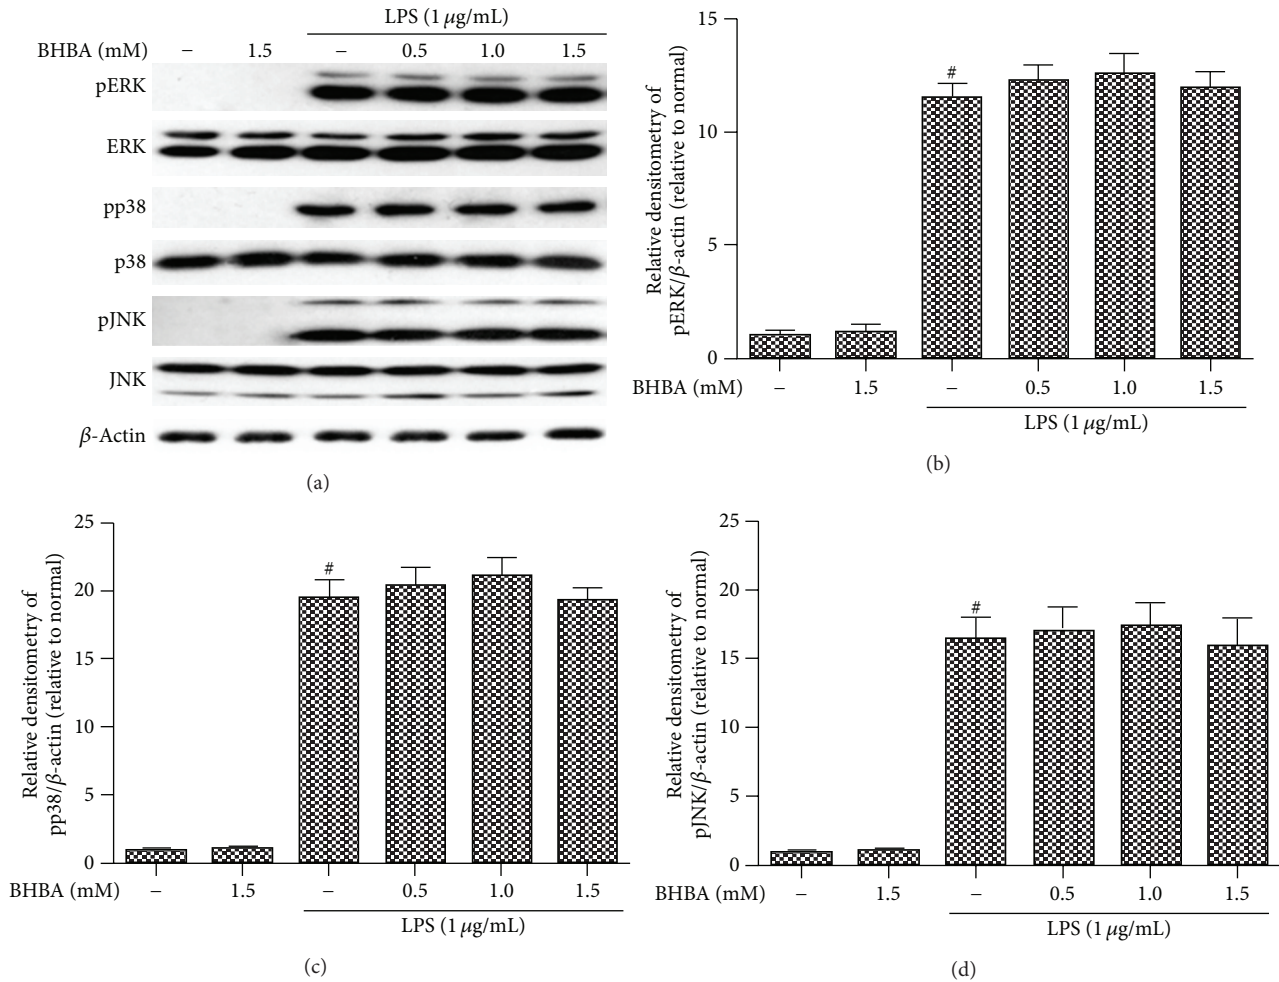 LPS (1 μg/mL)
BHBA (mM) – 1.5 – 0.5 1.0 1.5
pERK
ERK
pp38
p38
pJNK
JNK
β-Actin
(a)
Relative densitometry of
pERK/β-actin (relative to normal)
15
10
5
0
#
BHBA (mM) – 1.5 – 0.5 1.0 1.5
LPS (1 μg/mL)
(b)
Relative densitometry of
pp38/β-actin (relative to normal)
25
20
15
10
5
0
#
BHBA (mM) – 1.5 – 0.5 1.0 1.5
LPS (1 μg/mL)
(c)
Relative densitometry of
pJNK/β-actin (relative to normal)
25
20
15
10
5
0
#
BHBA (mM) – 1.5 – 0.5 1.0 1.5
LPS (1 μg/mL)
(d)